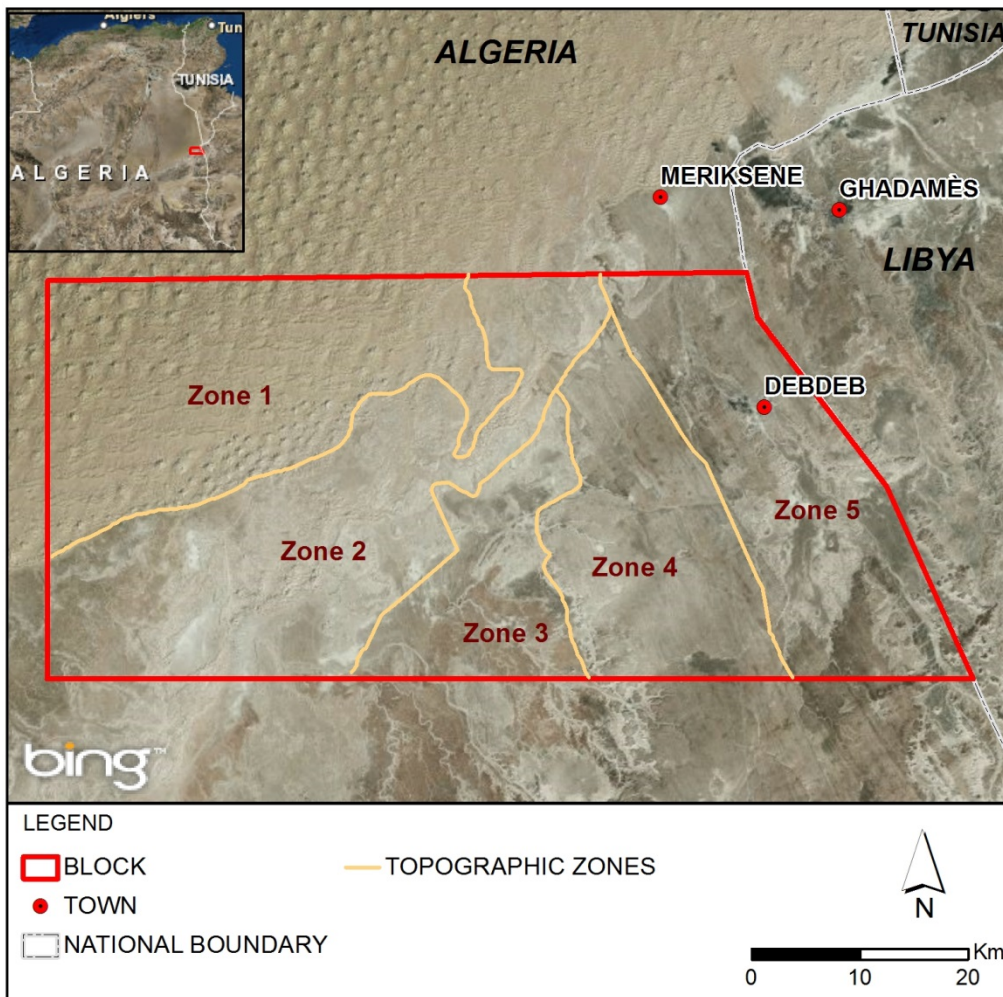 Algiers
Tun
TUNISIA
ALGERIA
ALGERIA
TUNISIA
MERIKSENE
GHADAMÈS
LIBYA
DEBDEB
Zone 1
Zone 2
Zone 3
Zone 4
Zone 5
bing™
LEGEND
BLOCK
TOPOGRAPHIC ZONES
TOWN
NATIONAL BOUNDARY
N
Km
0 10 20